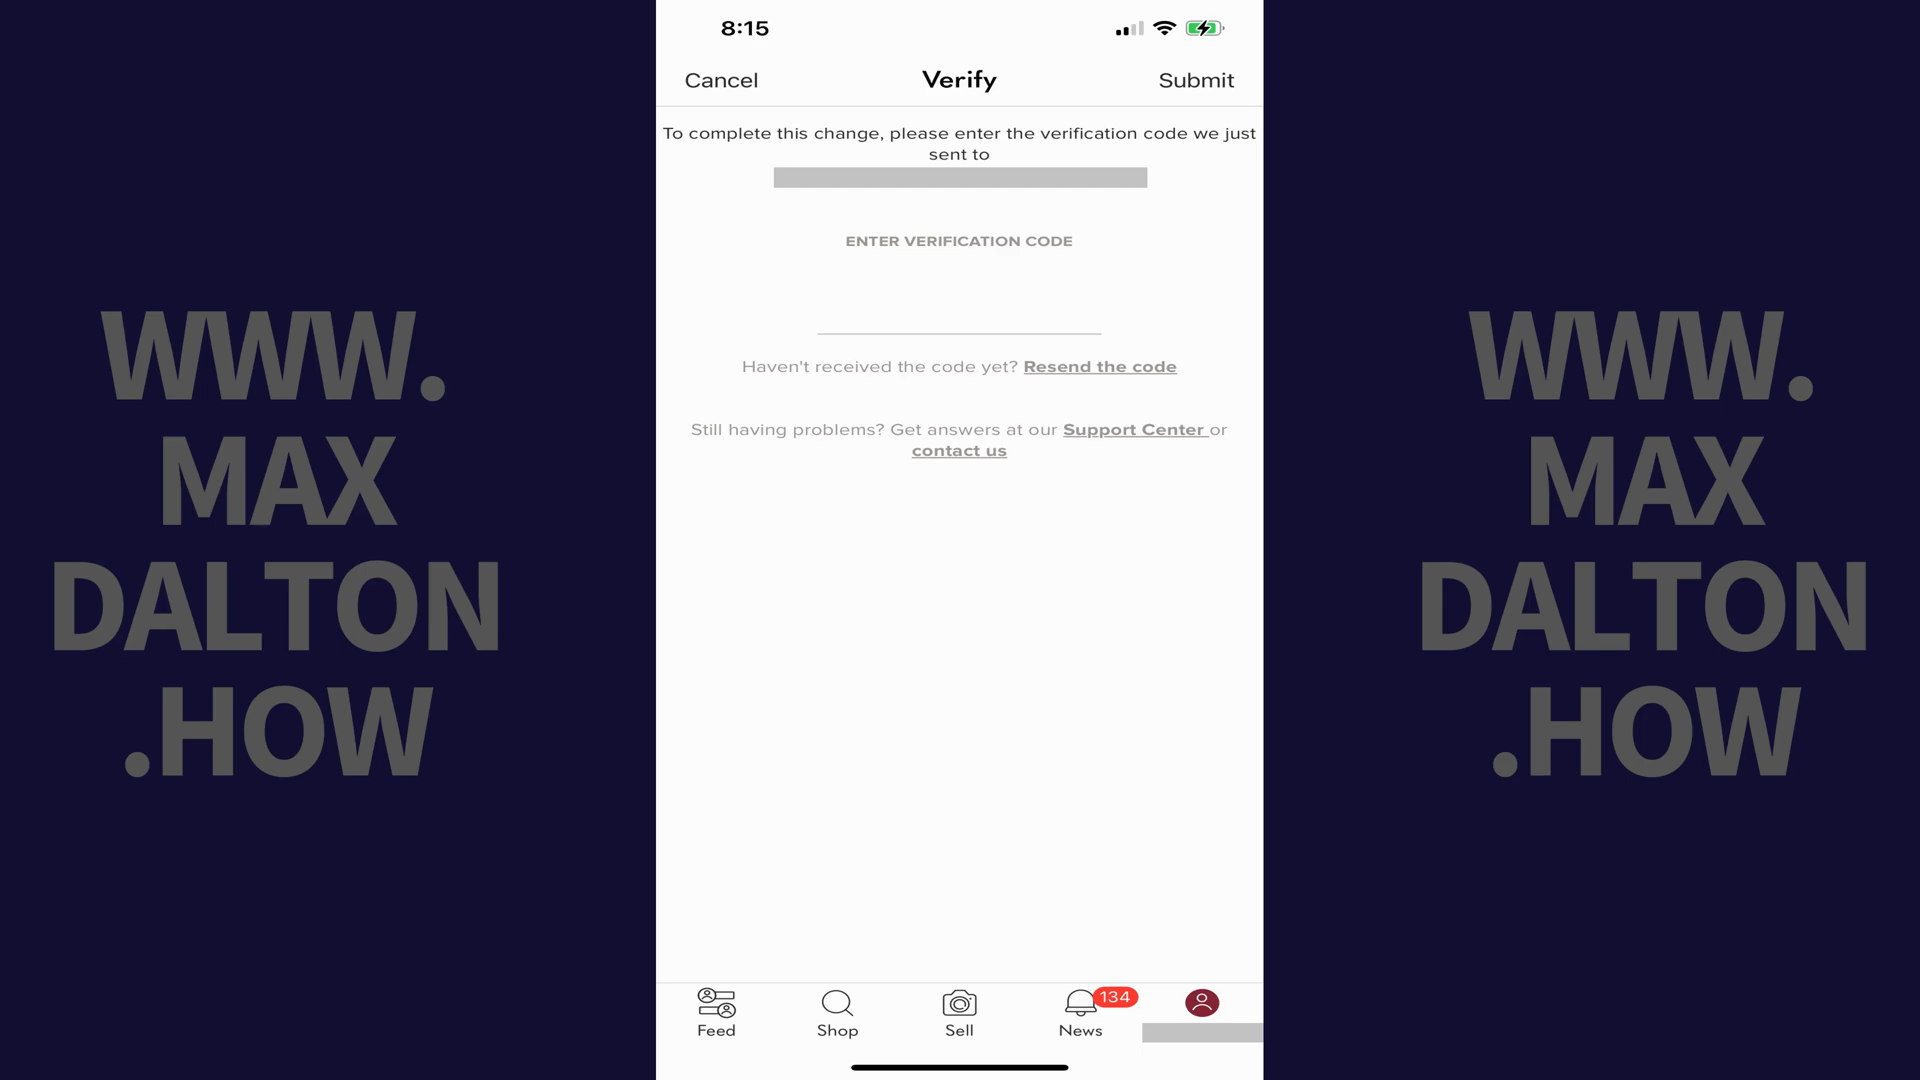 WWW.
MAX
DALTON
.HOW
8:15
Cancel Verify Submit
To complete this change, please enter the verification code we just
sent to
ENTER VERIFICATION CODE
Haven't received the code yet? Resend the code
Still having problems? Get answers at our Support Center or
contact us
Feed Shop Sell News 134
WWW.
MAX
DALTON
.HOW